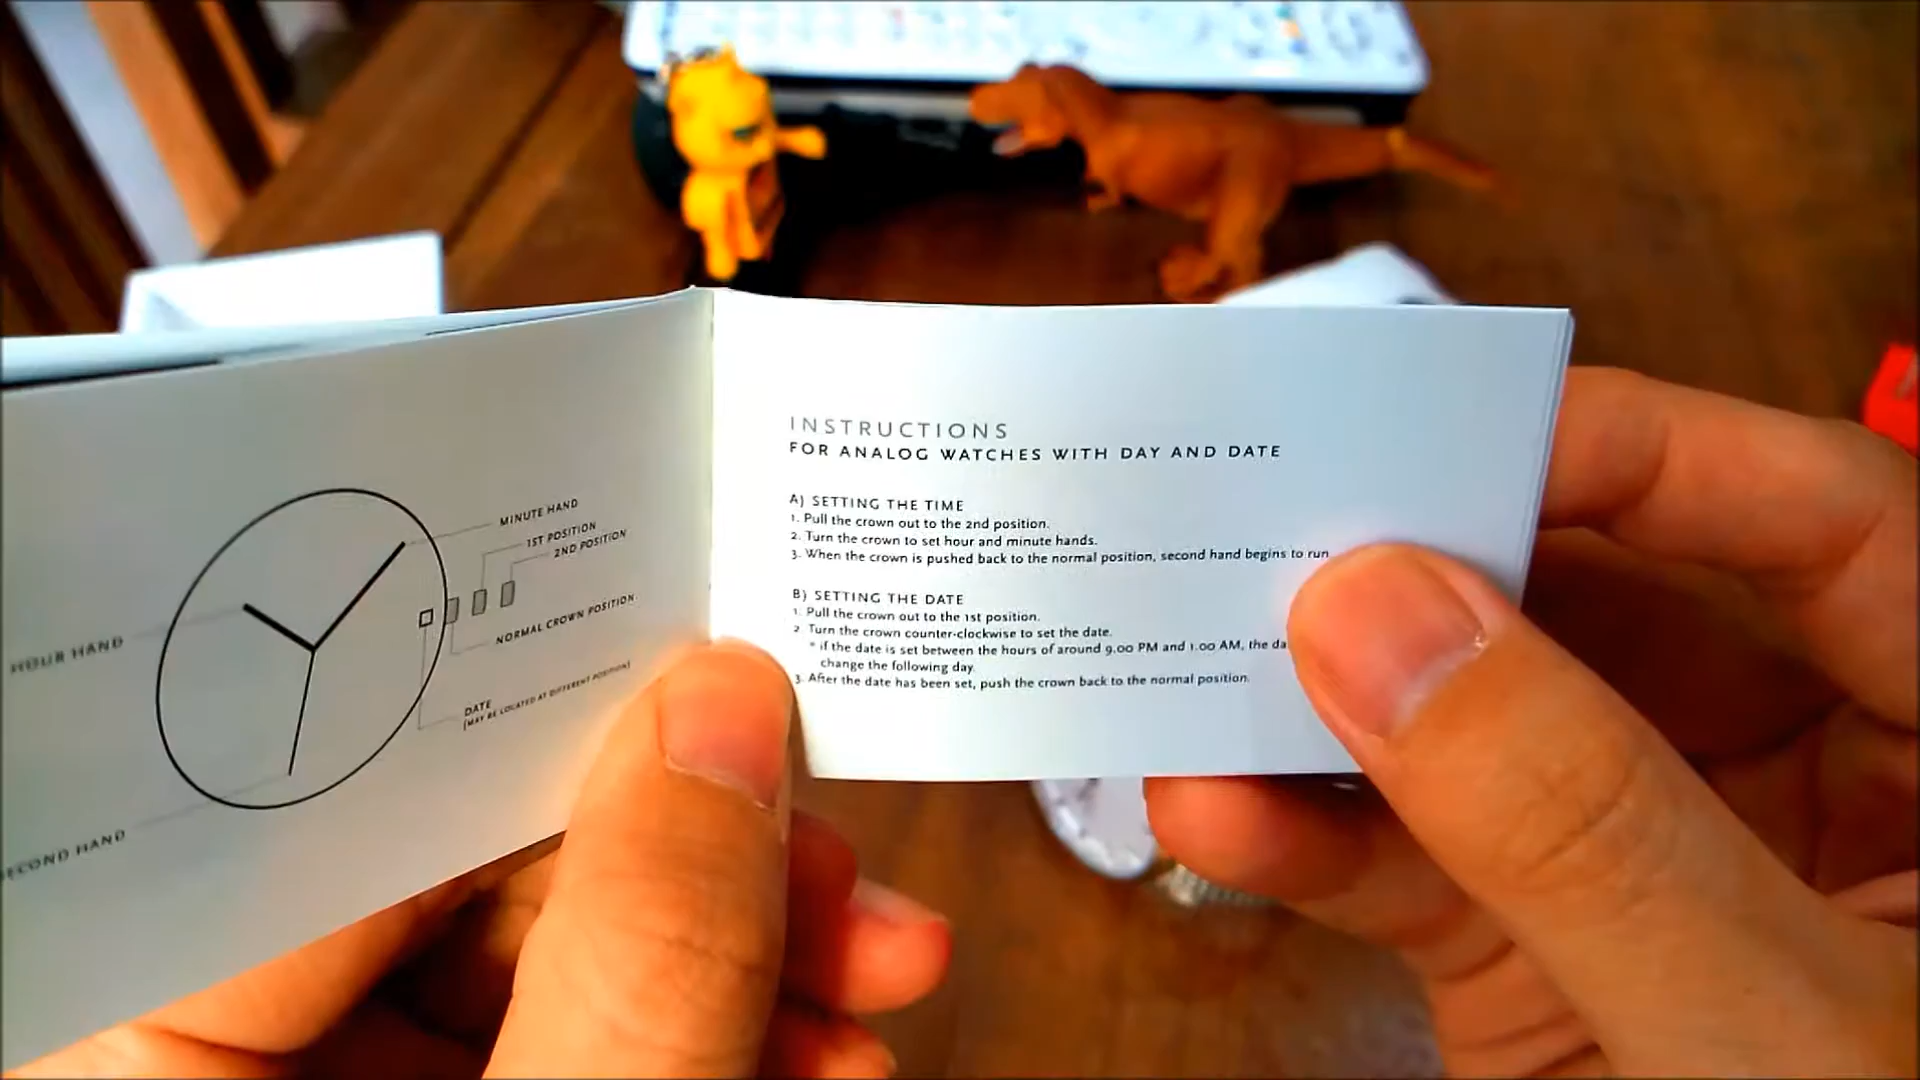 MINUTE HAND
1ST POSITION
2ND POSITION
NORMAL CROWN POSITION
HOUR HAND
DATE
(MAY BE LOCATED AT DIFFERENT POSITION)
SECOND HAND
INSTRUCTIONS
FOR ANALOG WATCHES WITH DAY AND DATE
A) SETTING THE TIME
1. Pull the crown out to the 2nd position.
2. Turn the crown to set hour and minute hands.
3. When the crown is pushed back to the normal position, second hand begins to run
B) SETTING THE DATE
1. Pull the crown out to the 1st position.
2. Turn the crown counter-clockwise to set the date.
* if the date is set between the hours of around 9.00 PM and 1.00 AM, the
change the following day.
3. After the date has been set, push the crown back to the normal position.